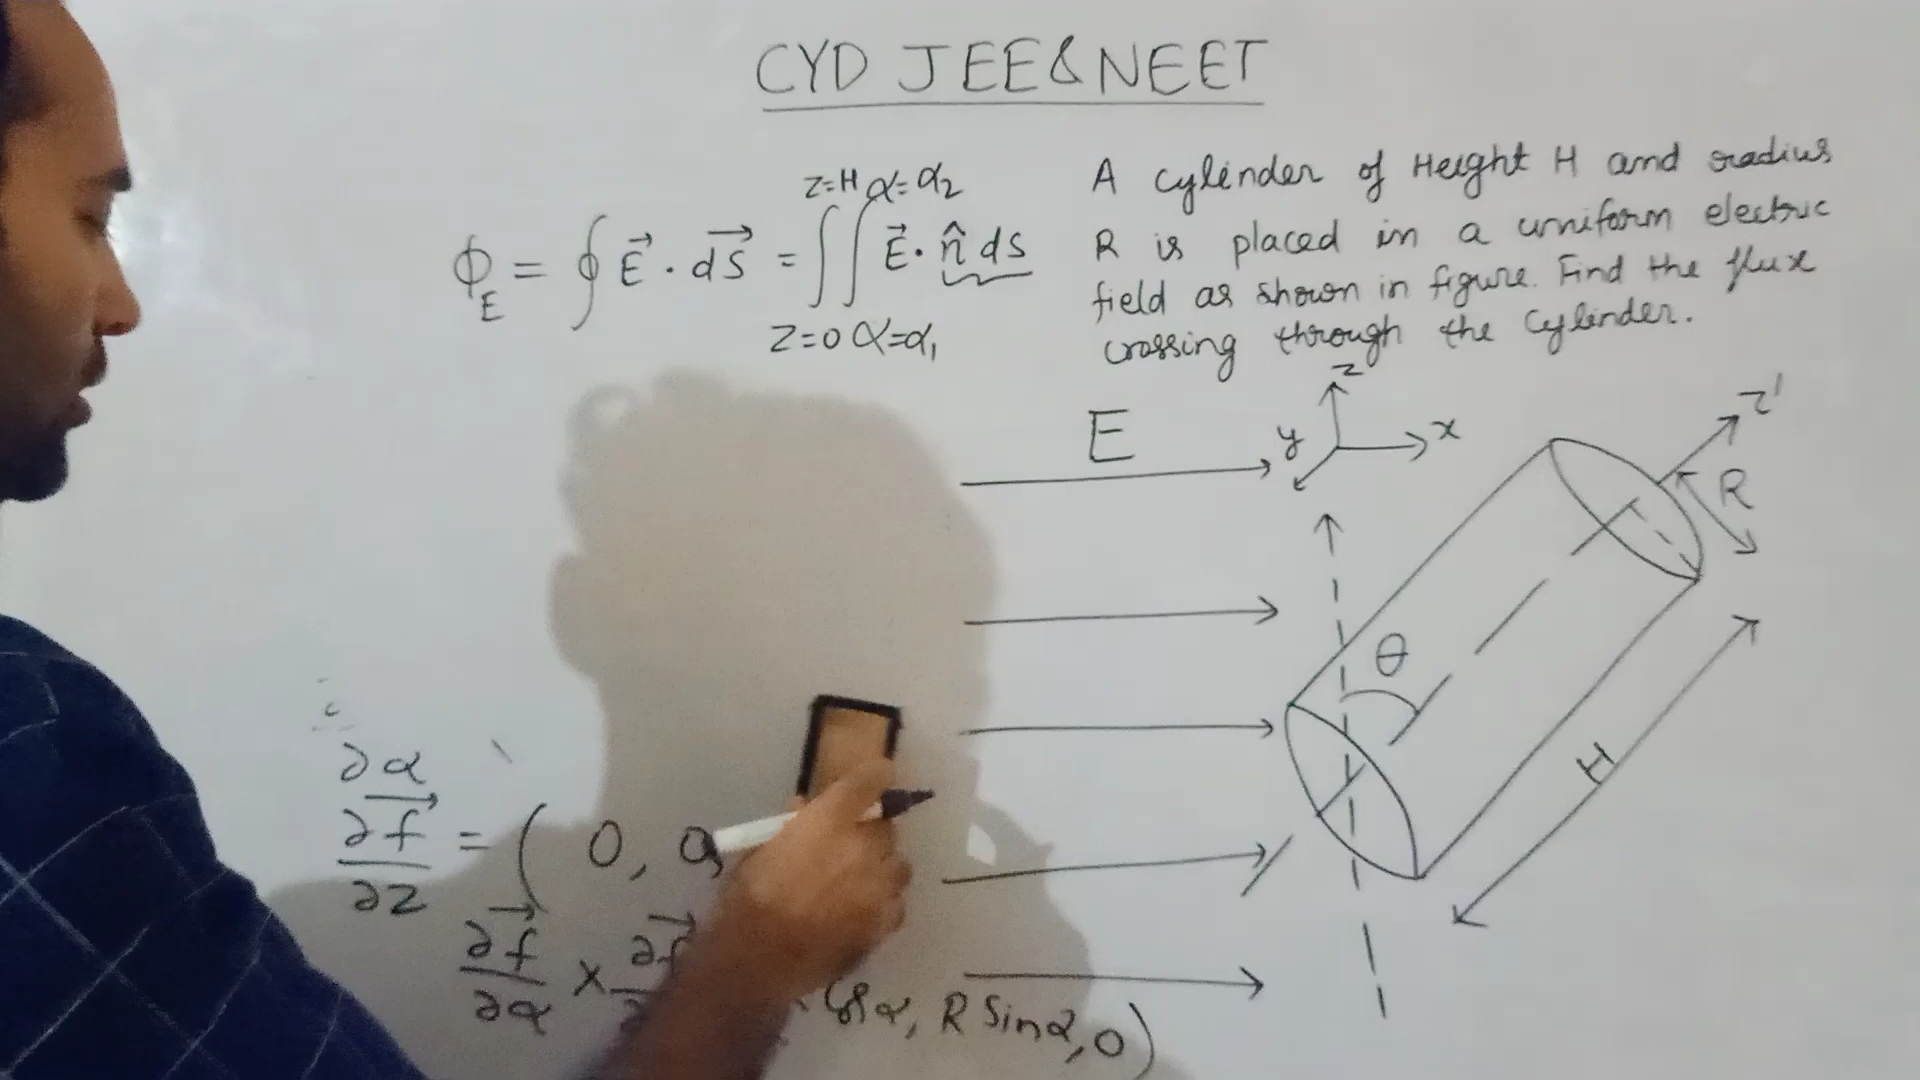 CYD JEE&NEET
z=H α=α₂
Φ_E = ∮ E⃗ · dS⃗ = ∬ E⃗ · n̂ ds
z=0 α=α₁
A cylinder of Height H and radius
R is placed in a uniform electric
field as shown in figure. Find the flux
crossing through the cylinder.
E
z
y
x
z'
R
θ
H
∂α
∂f⃗/∂z = ( 0, 0
∂f⃗/∂α × ∂f
Cosα, R Sinα, 0)